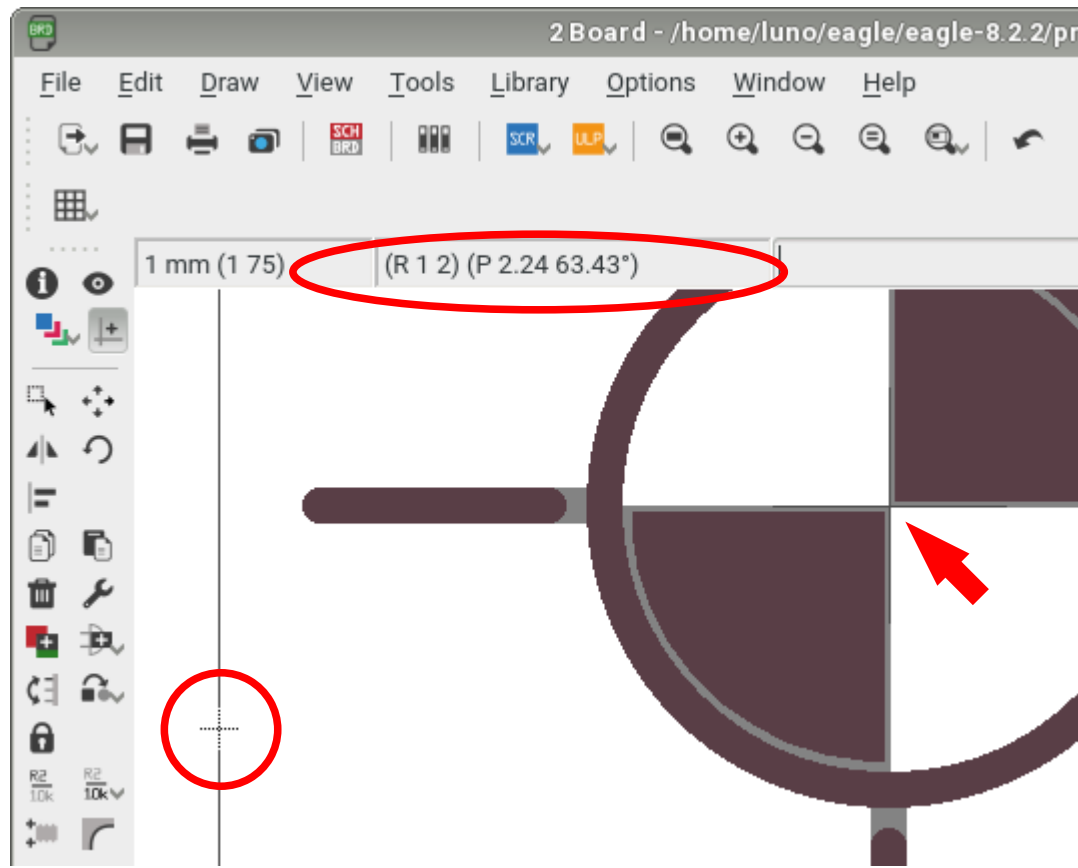 BRD
2 Board - /home/luno/eagle/eagle-8.2.2/pr
File Edit Draw View Tools Library Options Window Help
SCH
BRD
SCR
ULP
1 mm (1 75)
(R 1 2) (P 2.24 63.43°)
R2
10k
R2
10k